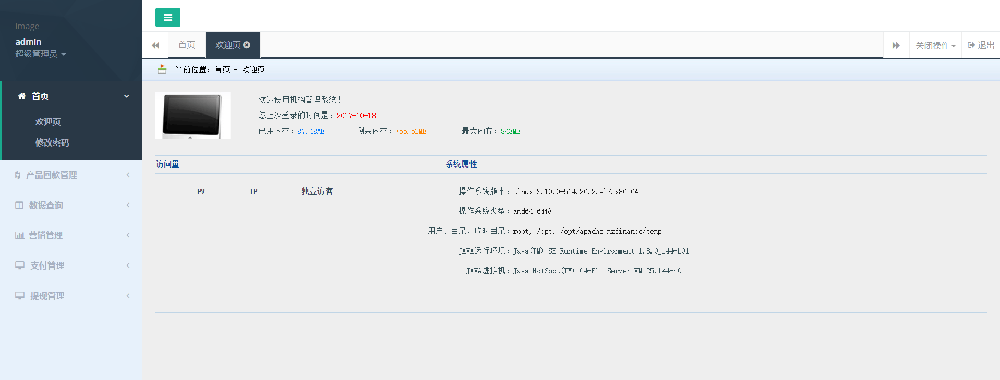 image
admin
超级管理员
首页
欢迎页
修改密码
产品回款管理
数据查询
营销管理
支付管理
提现管理
首页
欢迎页
关闭操作
退出
当前位置：首页 - 欢迎页
欢迎使用机构管理系统！
您上次登录的时间是：2017-10-18
已用内存：87.48MB 剩余内存：755.52MB 最大内存：843MB
访问量
系统属性
PV IP 独立访客
操作系统版本：Linux 3.10.0-514.26.2.el7.x86_64
操作系统类型：amd64 64位
用户、目录、临时目录：root, /opt, /opt/apache-mzfinance/temp
JAVA运行环境：Java(TM) SE Runtime Environment 1.8.0_144-b01
JAVA虚拟机：Java HotSpot(TM) 64-Bit Server VM 25.144-b01